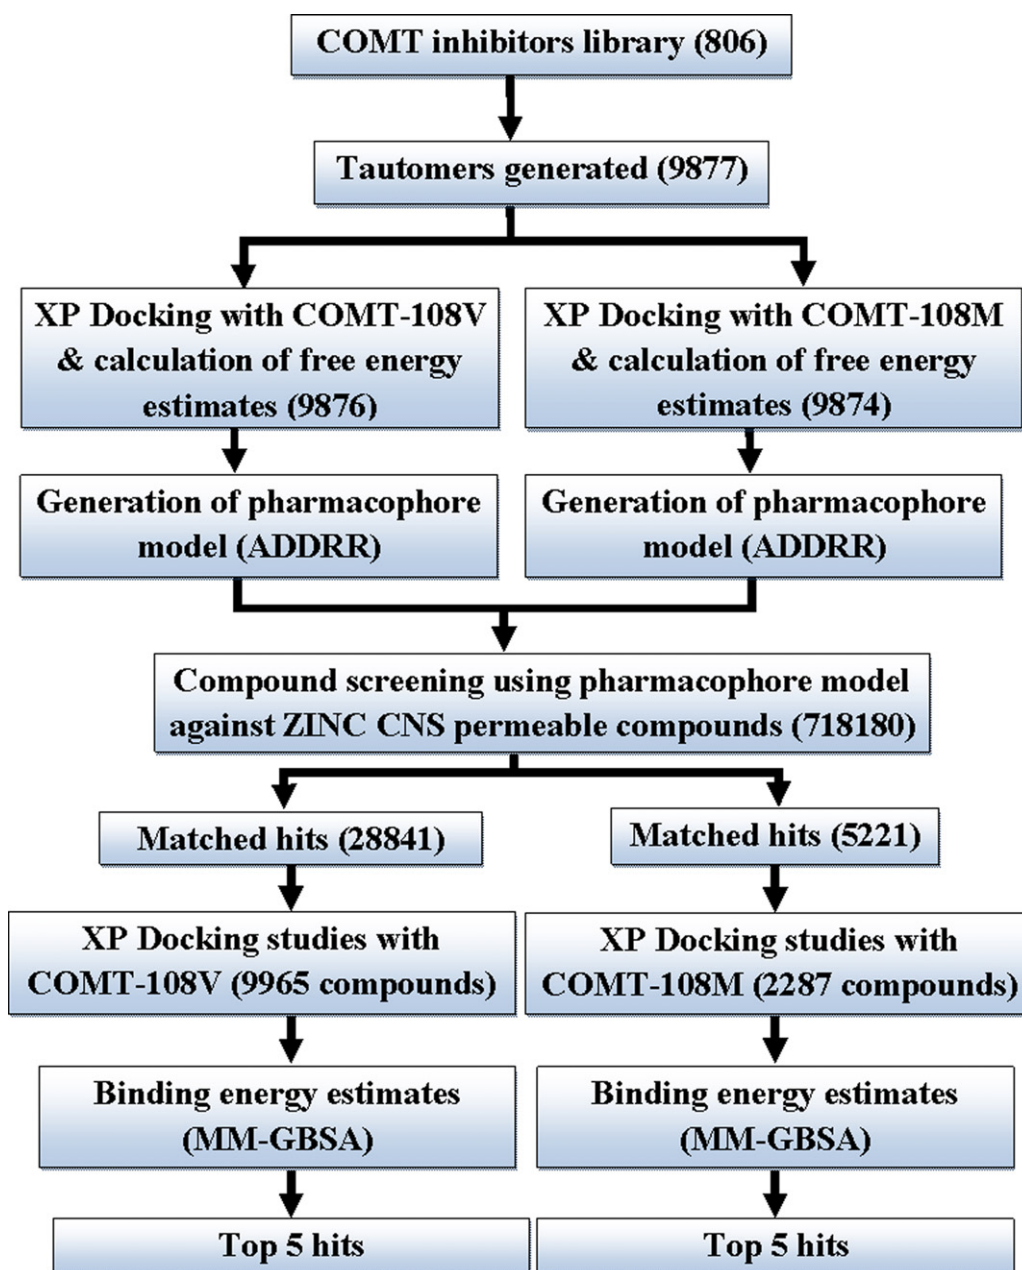 COMT inhibitors library (806)
Tautomers generated (9877)
XP Docking with COMT-108V
& calculation of free energy
estimates (9876)
XP Docking with COMT-108M
& calculation of free energy
estimates (9874)
Generation of pharmacophore
model (ADDRR)
Generation of pharmacophore
model (ADDRR)
Compound screening using pharmacophore model
against ZINC CNS permeable compounds (718180)
Matched hits (28841)
Matched hits (5221)
XP Docking studies with
COMT-108V (9965 compounds)
XP Docking studies with
COMT-108M (2287 compounds)
Binding energy estimates
(MM-GBSA)
Binding energy estimates
(MM-GBSA)
Top 5 hits
Top 5 hits